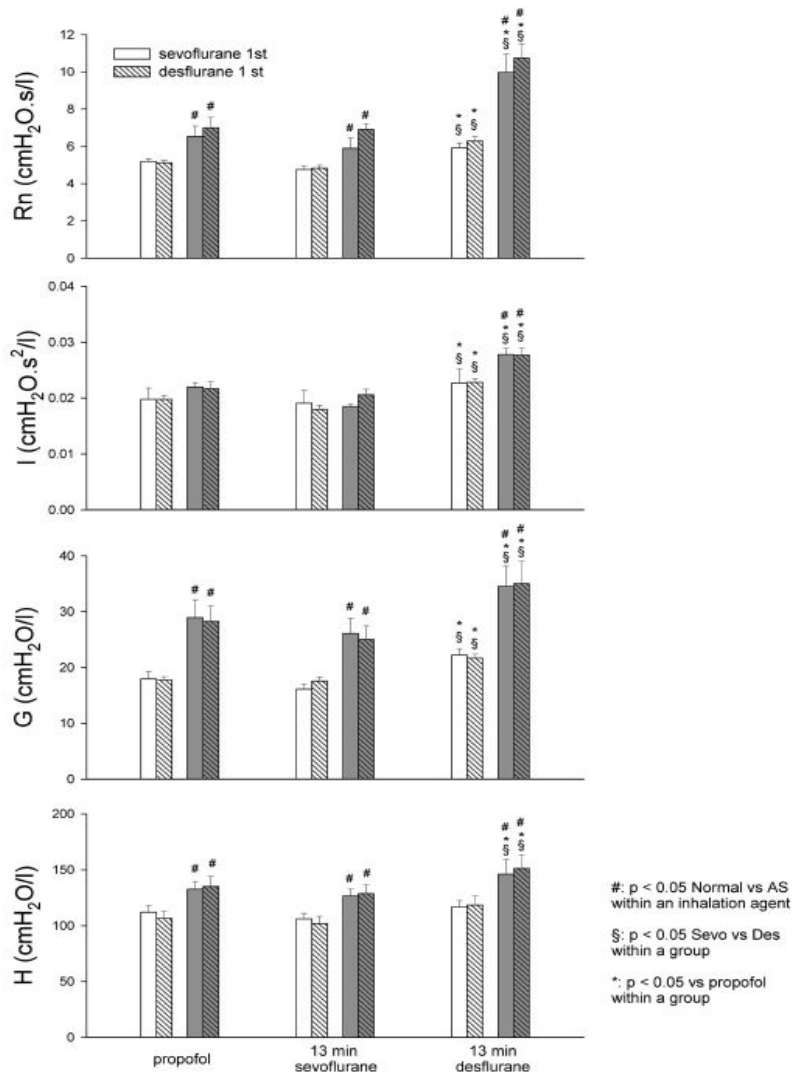 sevoflurane 1st
desflurane 1 st
Rn (cmH2O.s/l)
12
10
8
6
4
2
0
# #
# #
* *
§ §
# #
* *
§ §
I (cmH2O.s²/l)
0.04
0.03
0.02
0.01
0.00
* *
§ §
# #
* *
§ §
G (cmH2O/l)
40
30
20
10
0
# #
# #
* *
§ §
# #
* *
§ §
H (cmH2O/l)
200
150
100
50
0
# #
# #
# #
* *
§ §
propofol
13 min
sevoflurane
13 min
desflurane
#: p < 0.05 Normal vs AS
within an inhalation agent
§: p < 0.05 Sevo vs Des
within a group
*: p < 0.05 vs propofol
within a group